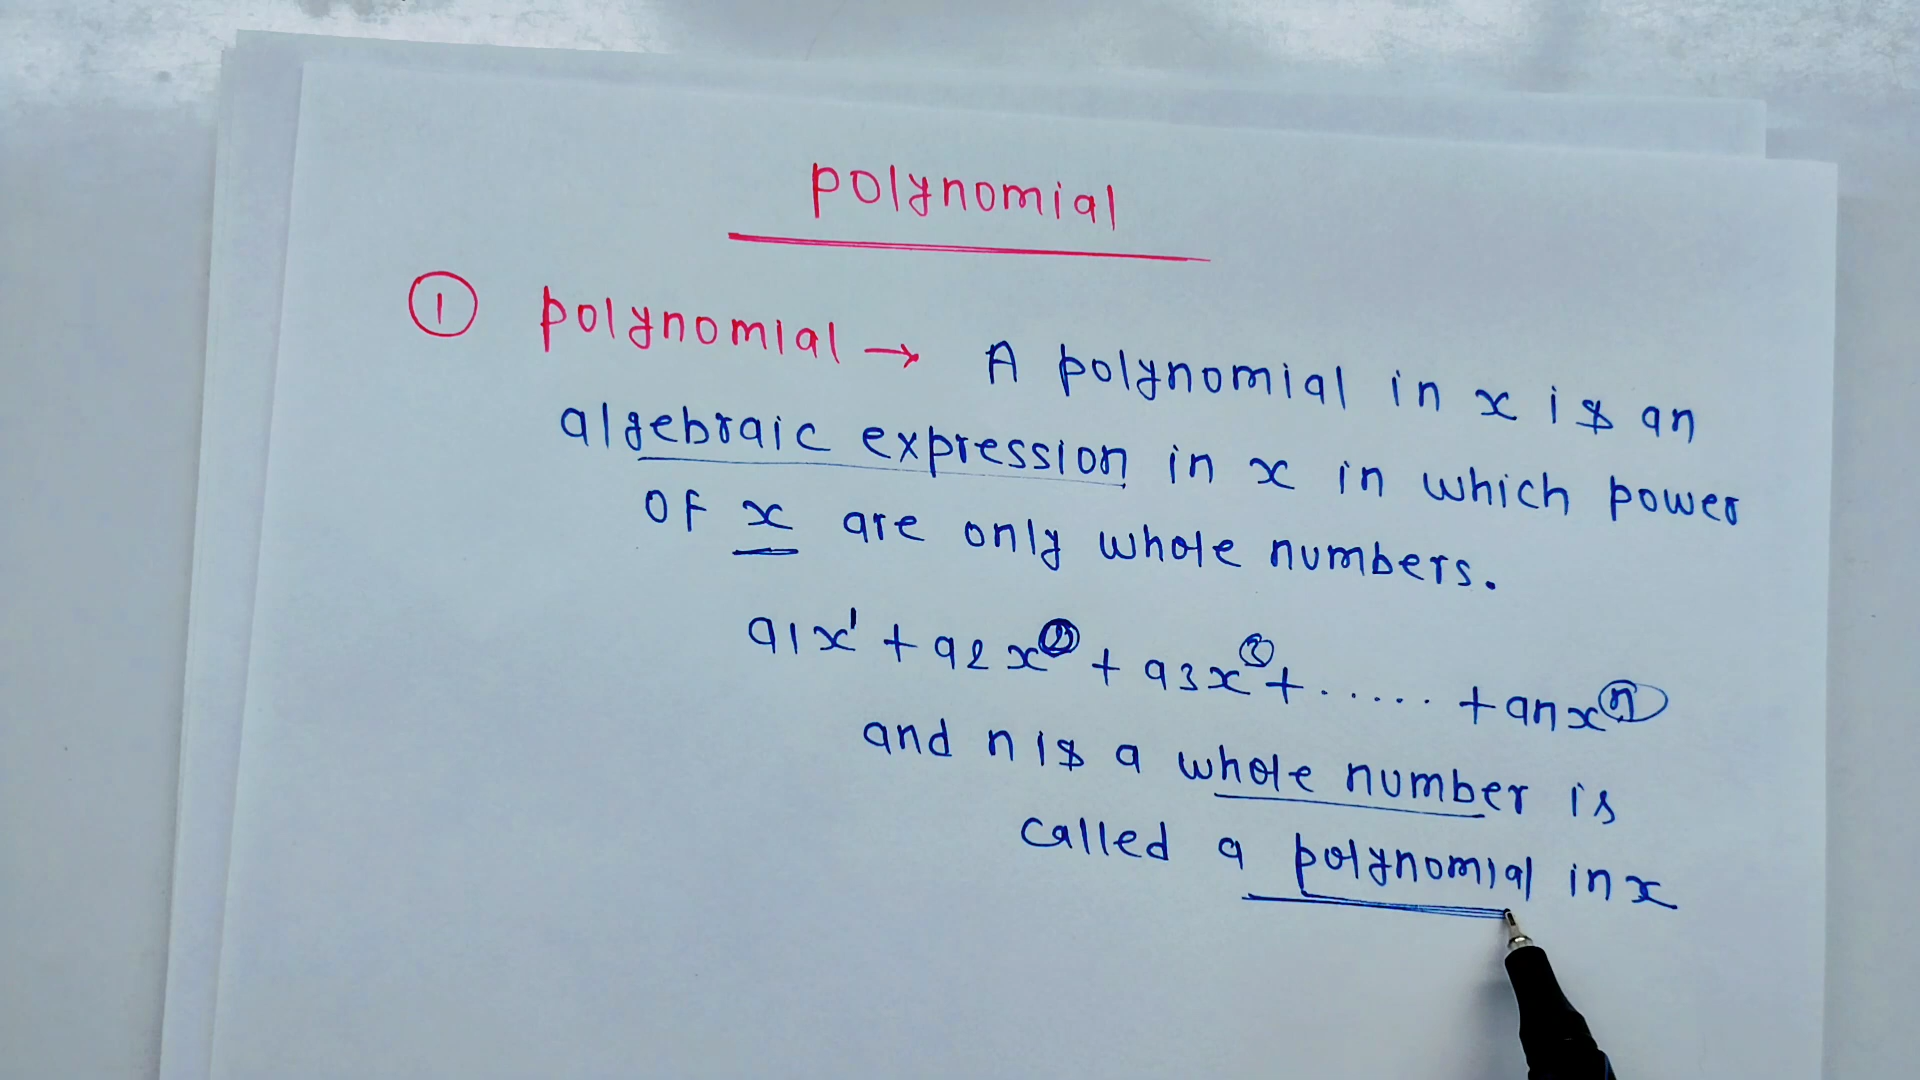 polynomial
① polynomial → A polynomial in x is an
algebraic expression in x in which power
of x are only whole numbers.
a1x¹ + a2x² + a3x³ + ...... + anxⁿ
and n is a whole number is
called a polynomial in x